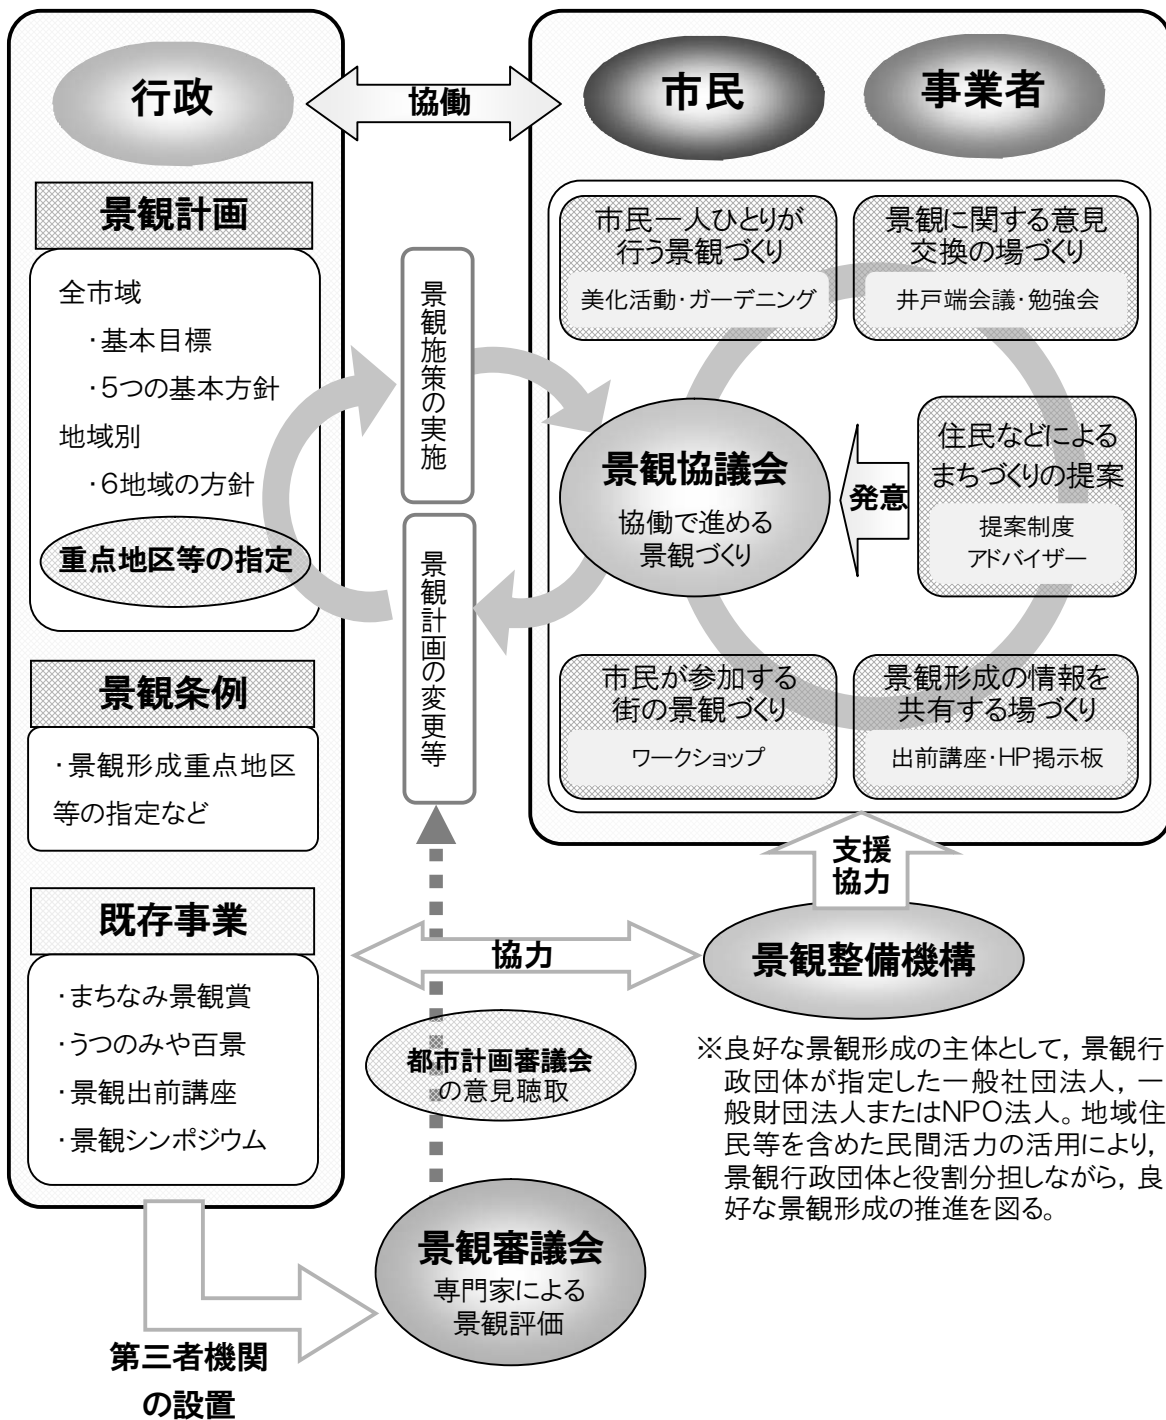 行政
協働
市民
事業者
景観計画
全市域
・基本目標
・5つの基本方針
地域別
・6地域の方針
重点地区等の指定
景観条例
・景観形成重点地区
等の指定など
既存事業
・まちなみ景観賞
・うつのみや百景
・景観出前講座
・景観シンポジウム
第三者機関
の設置
景観施策の実施
景観計画の変更等
市民一人ひとりが
行う景観づくり
美化活動・ガーデニング
景観に関する意見
交換の場づくり
井戸端会議・勉強会
景観協議会
協働で進める
景観づくり
発意
住民などによる
まちづくりの提案
提案制度
アドバイザー
市民が参加する
街の景観づくり
ワークショップ
景観形成の情報を
共有する場づくり
出前講座・HP掲示板
支援
協力
協力
景観整備機構
都市計画審議会
の意見聴取
景観審議会
専門家による
景観評価
※良好な景観形成の主体として，景観行
政団体が指定した一般社団法人，一
般財団法人またはNPO法人。地域住
民等を含めた民間活力の活用により，
景観行政団体と役割分担しながら，良
好な景観形成の推進を図る。